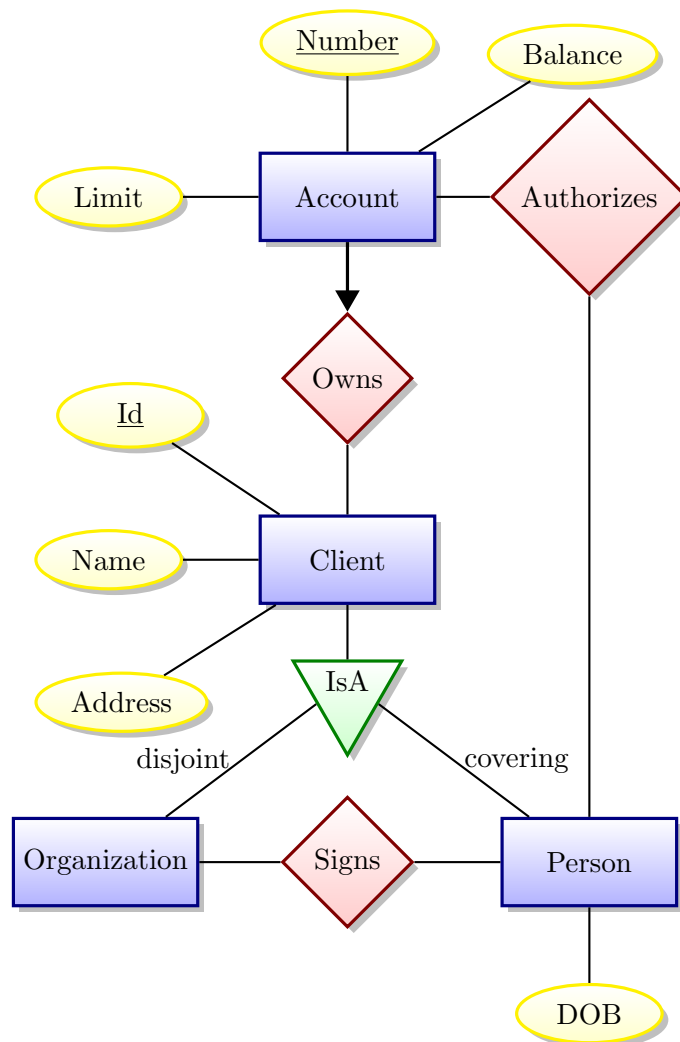 Number
Balance
Limit
Account
Authorizes
Owns
Id
Name
Client
Address
IsA
disjoint
covering
Organization
Signs
Person
DOB